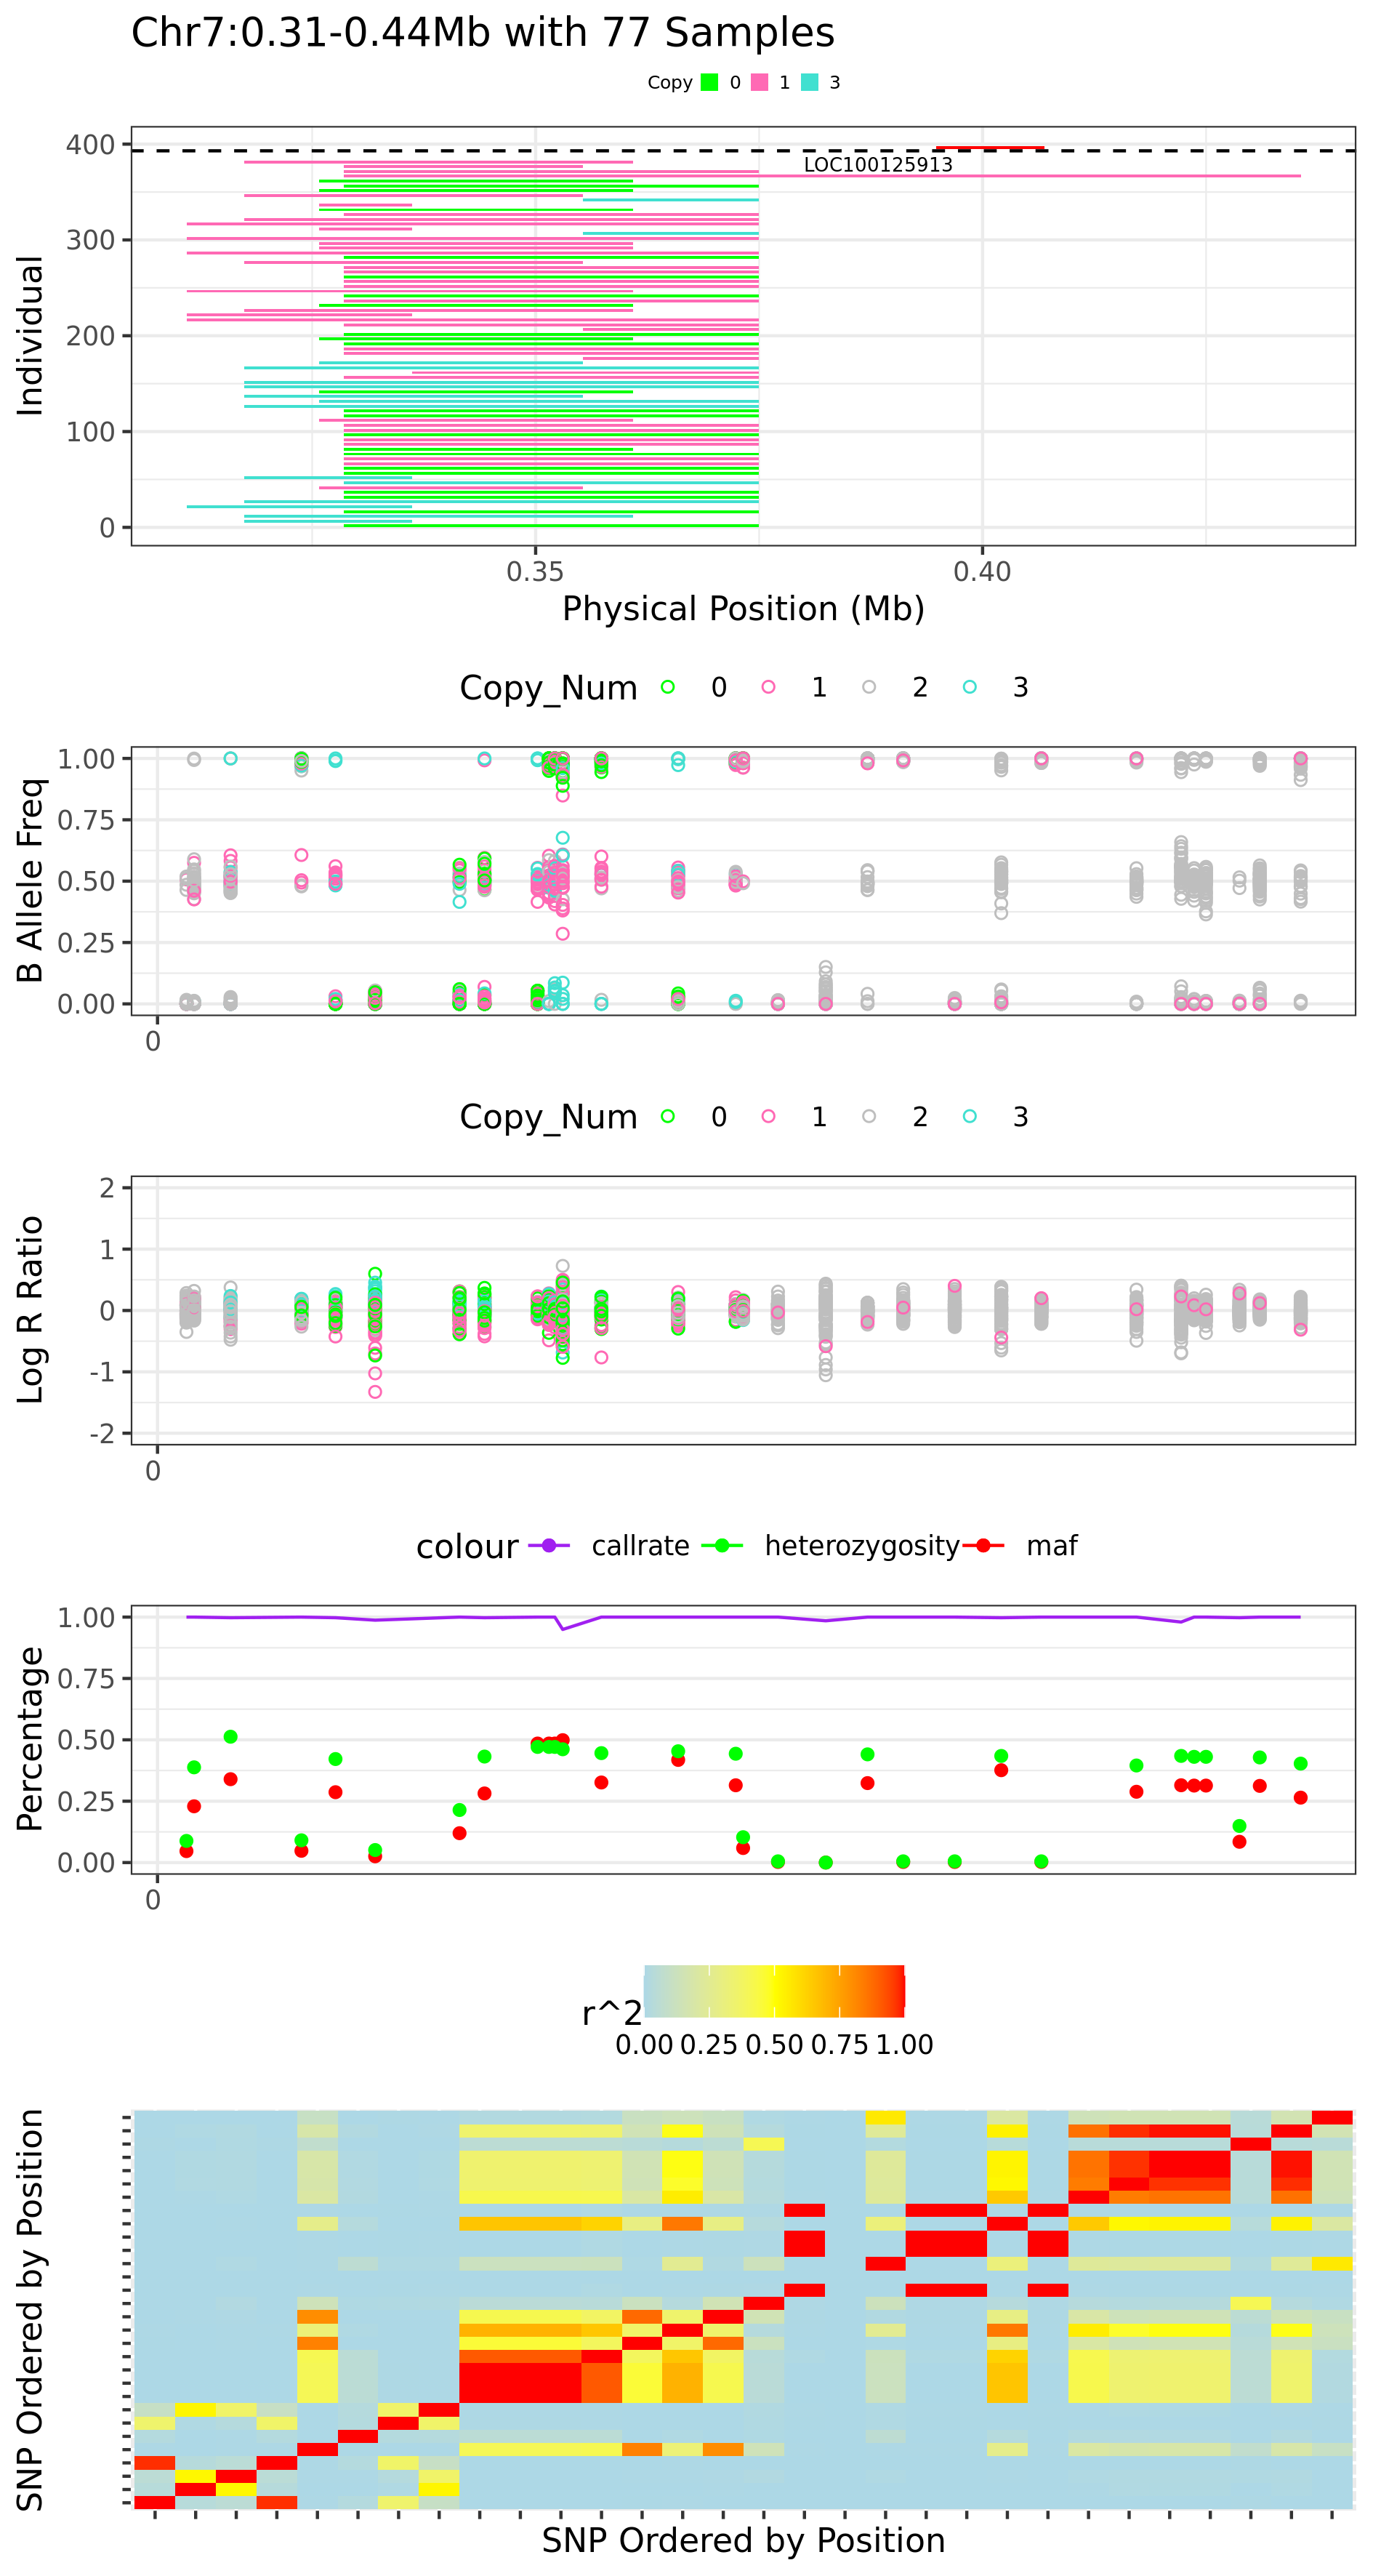 Chr7:0.31-0.44Mb with 77 Samples
Copy 0 1 3
400
300
200
100
0
Individual
LOC100125913
0.35 0.40
Physical Position (Mb)
Copy_Num 0 1 2 3
1.00
0.75
0.50
0.25
0.00
B Allele Freq
0
Copy_Num 0 1 2 3
2
1
0
-1
-2
Log R Ratio
0
colour callrate heterozygosity maf
1.00
0.75
0.50
0.25
0.00
Percentage
0
r^2
0.00 0.25 0.50 0.75 1.00
SNP Ordered by Position
SNP Ordered by Position